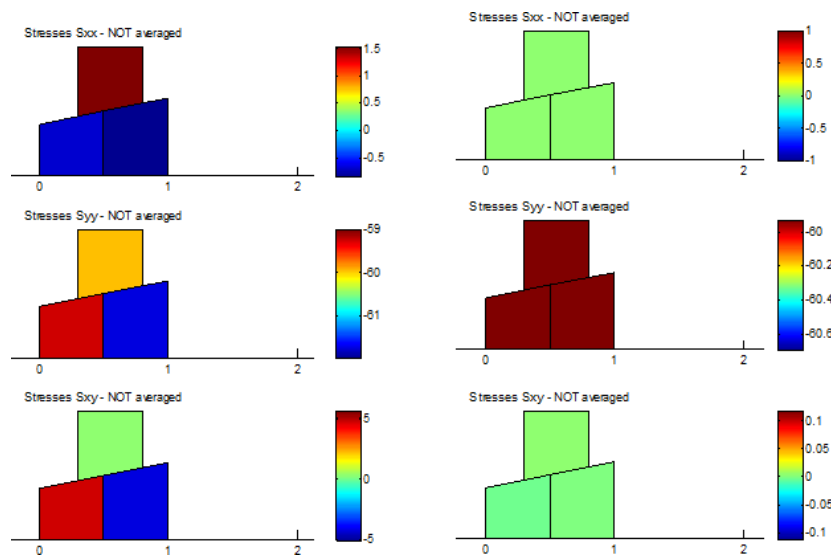 Stresses Sxx - NOT averaged
1.5
1
0.5
0
-0.5
0 1 2
Stresses Syy - NOT averaged
-59
-60
-61
0 1 2
Stresses Sxy - NOT averaged
5
0
-5
0 1 2
Stresses Sxx - NOT averaged
1
0.5
0
-0.5
-1
0 1 2
Stresses Syy - NOT averaged
-60
-60.2
-60.4
-60.6
0 1 2
Stresses Sxy - NOT averaged
0.1
0.05
0
-0.05
-0.1
0 1 2